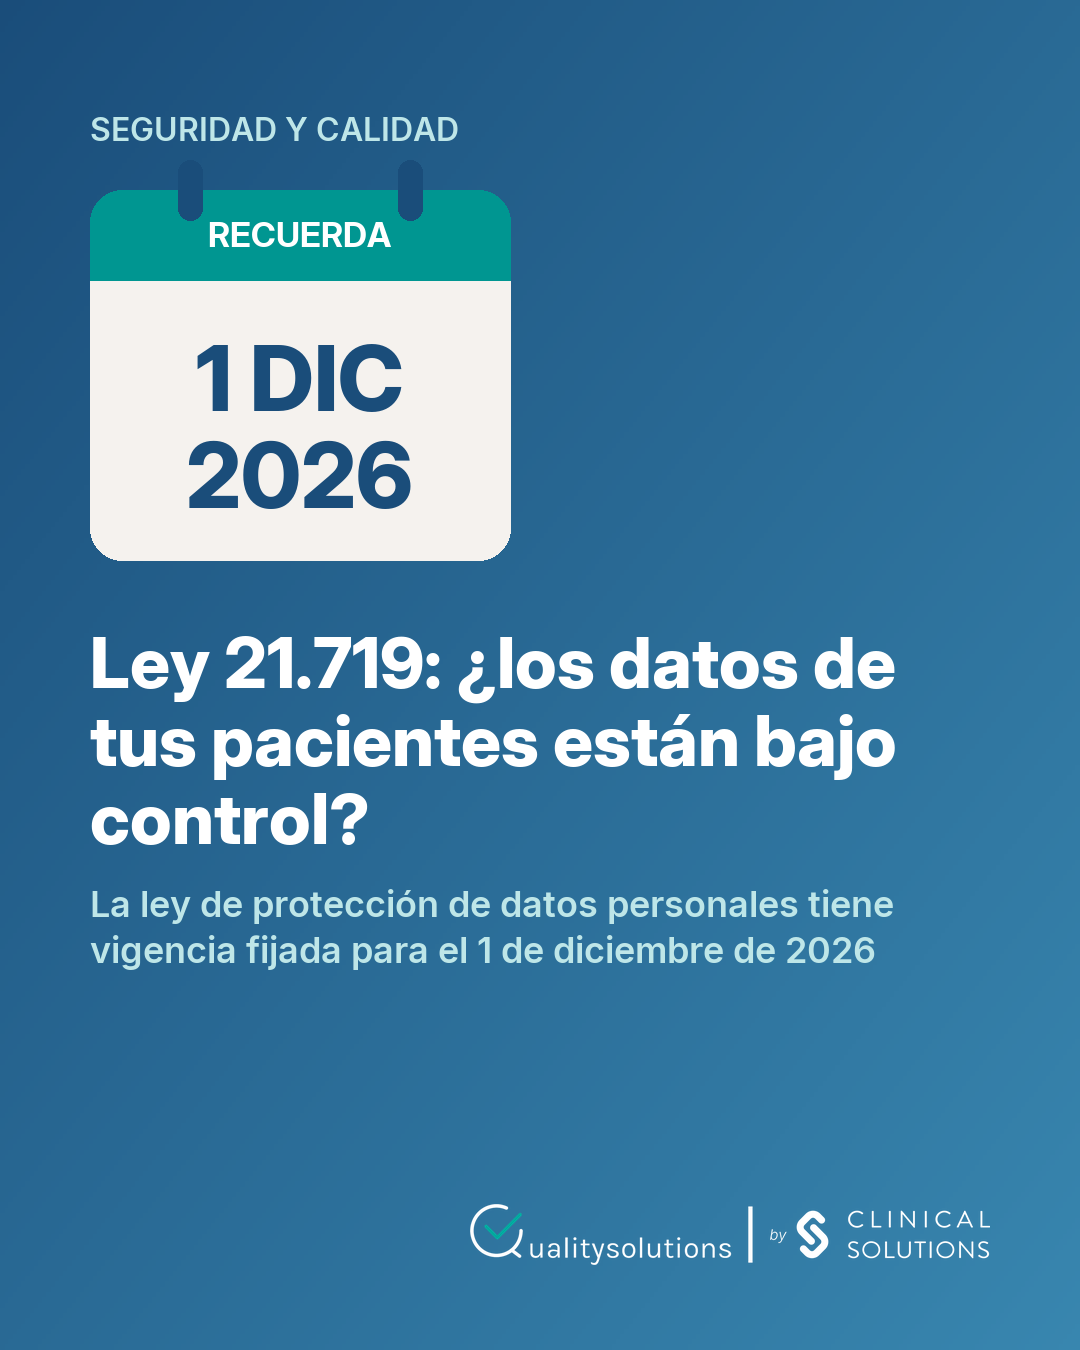 SEGURIDAD Y CALIDAD
RECUERDA
1 DIC
2026
Ley 21.719: ¿los datos de
tus pacientes están bajo
control?
La ley de protección de datos personales tiene
vigencia fijada para el 1 de diciembre de 2026
Qualitysolutions
by
CLINICAL
SOLUTIONS